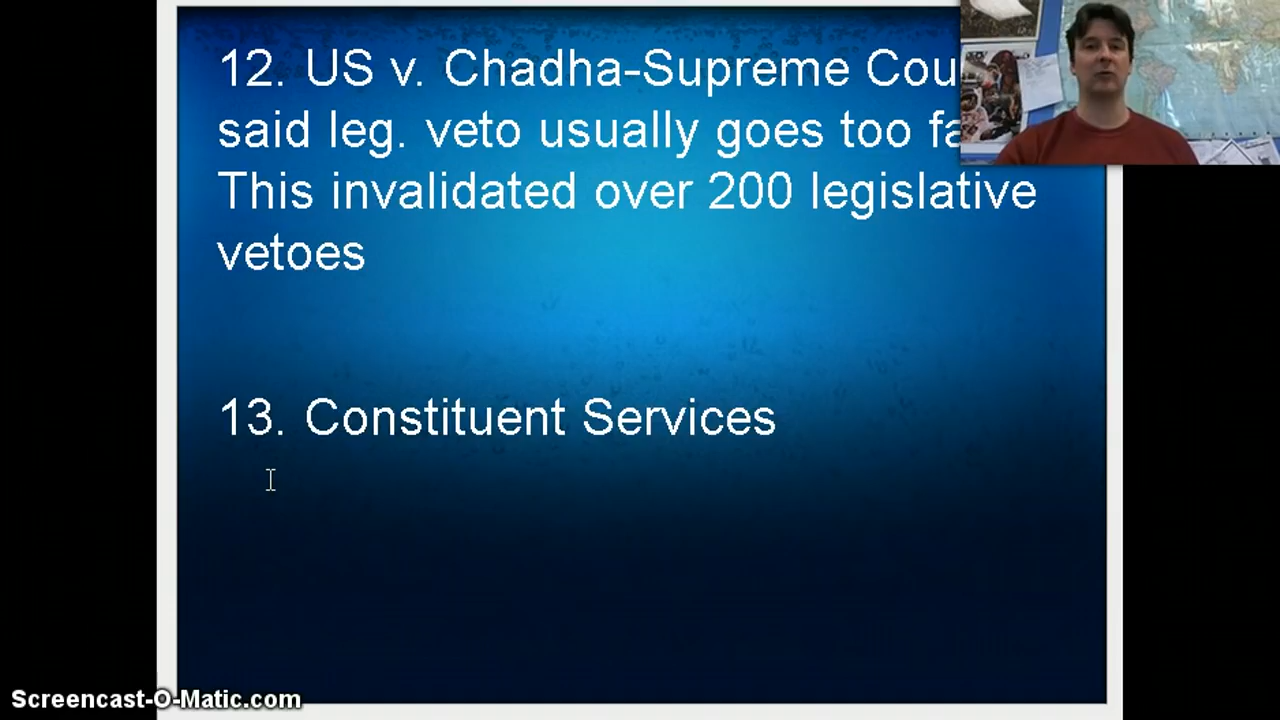 12. US v. Chadha-Supreme Cou
said leg. veto usually goes too fa
This invalidated over 200 legislative
vetoes
13. Constituent Services
Screencast-O-Matic.com